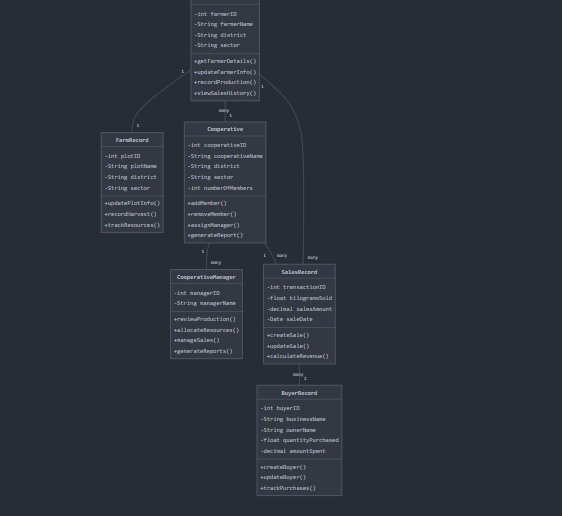 -int farmerID
-String farmerName
-String district
-String sector
+getFarmerDetails()
+updateFarmerInfo()
+recordProduction()
+viewSalesHistory()
1
1
many
1
1
FarmRecord
-int plotID
-String plotName
-String district
-String sector
+updatePlotInfo()
+recordHarvest()
+trackResources()
Cooperative
-int cooperativeID
-String cooperativeName
-String district
-String sector
-int numberOfMembers
+addMember()
+removeMember()
+assignManager()
+generateReport()
1
many
1
many
many
CooperativeManager
-int managerID
-String managerName
+reviewProduction()
+allocateResources()
+manageSales()
+generateReports()
SalesRecord
-int transactionID
-float kilogramsSold
-decimal salesAmount
-Date saleDate
+createSale()
+updateSale()
+calculateRevenue()
many
1
BuyerRecord
-int buyerID
-String businessName
-String ownerName
-float quantityPurchased
-decimal amountSpent
+createBuyer()
+updateBuyer()
+trackPurchases()